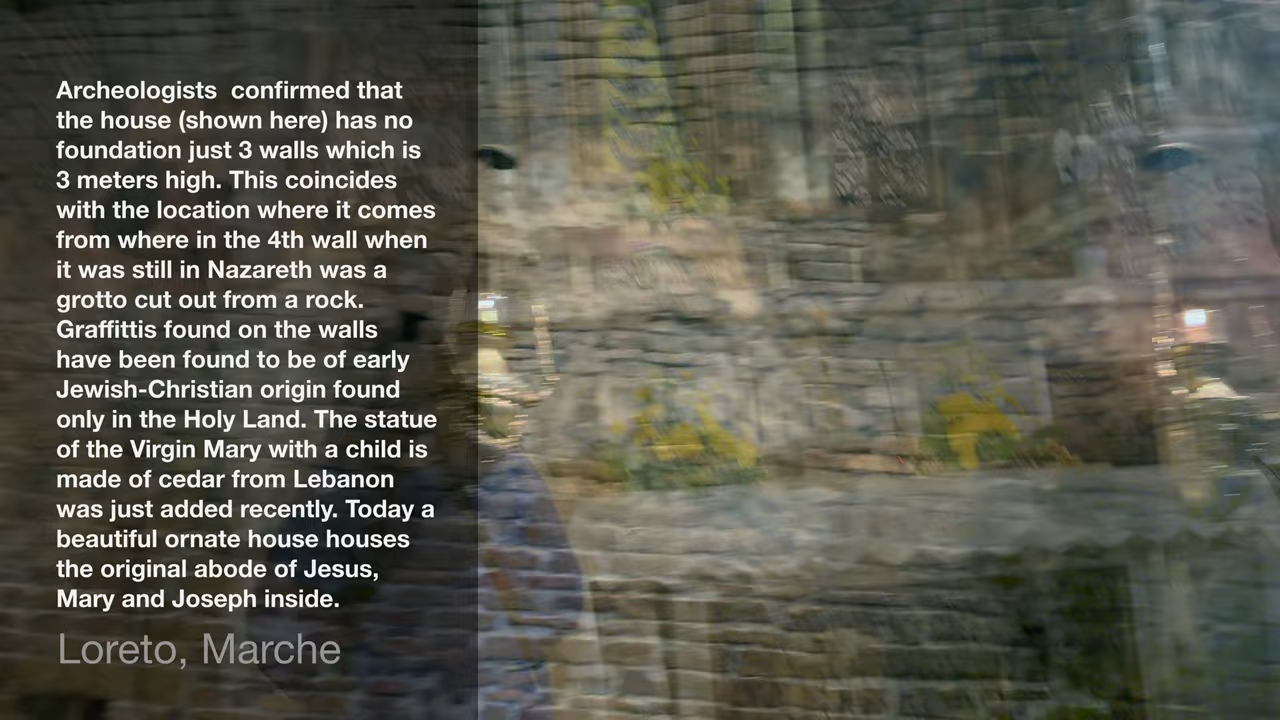 Archeologists  confirmed that
the house (shown here) has no
foundation just 3 walls which is
3 meters high. This coincides
with the location where it comes
from where in the 4th wall when
it was still in Nazareth was a
grotto cut out from a rock.
Graffittis found on the walls
have been found to be of early
Jewish-Christian origin found
only in the Holy Land. The statue
of the Virgin Mary with a child is
made of cedar from Lebanon
was just added recently. Today a
beautiful ornate house houses
the original abode of Jesus,
Mary and Joseph inside.
Loreto, Marche